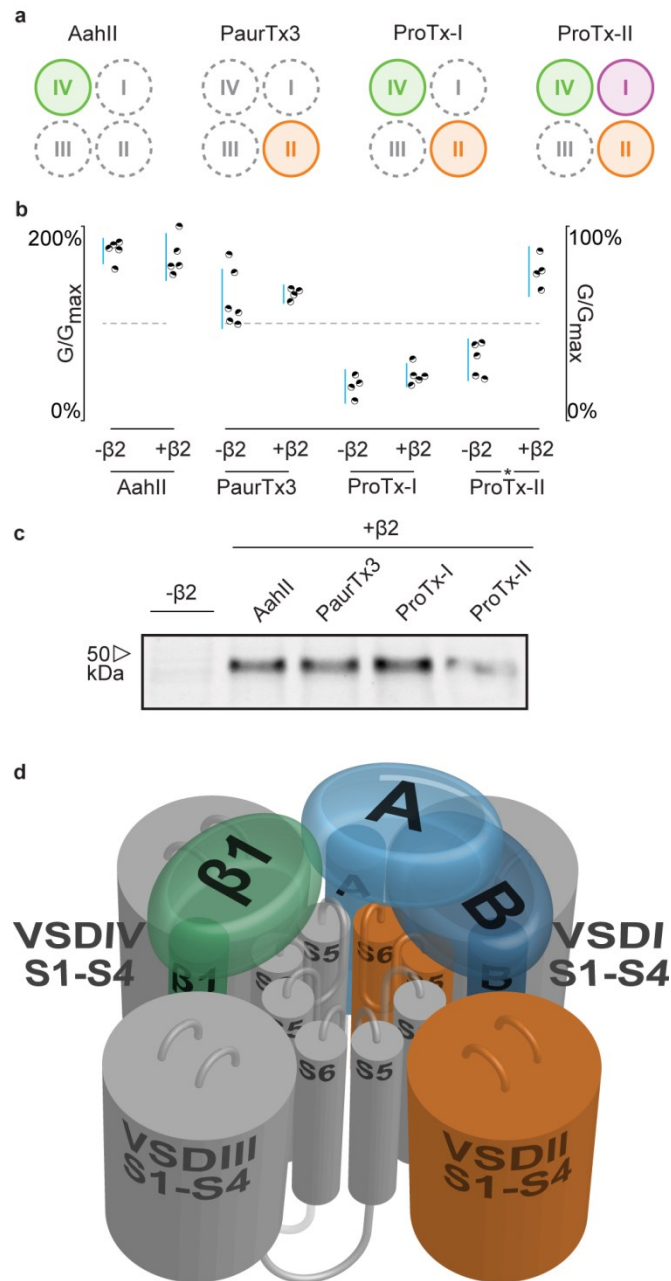 a
AahII PaurTx3 ProTx-I ProTx-II
IV I IV I IV I IV I
III II III II III II III II
b
200% 100%
G/Gmax G/Gmax
0% 0%
-β2 +β2 -β2 +β2 -β2 +β2 -β2 +β2
*
AahII PaurTx3 ProTx-I ProTx-II
c
+β2
-β2 AahII PaurTx3 ProTx-I ProTx-II
50
kDa
d
A
β1 B
A
S5 S6
VSDIV VSDI
S1-S4 S1-S4
β1 B
S6 S5
VSDIII VSDII
S1-S4 S1-S4